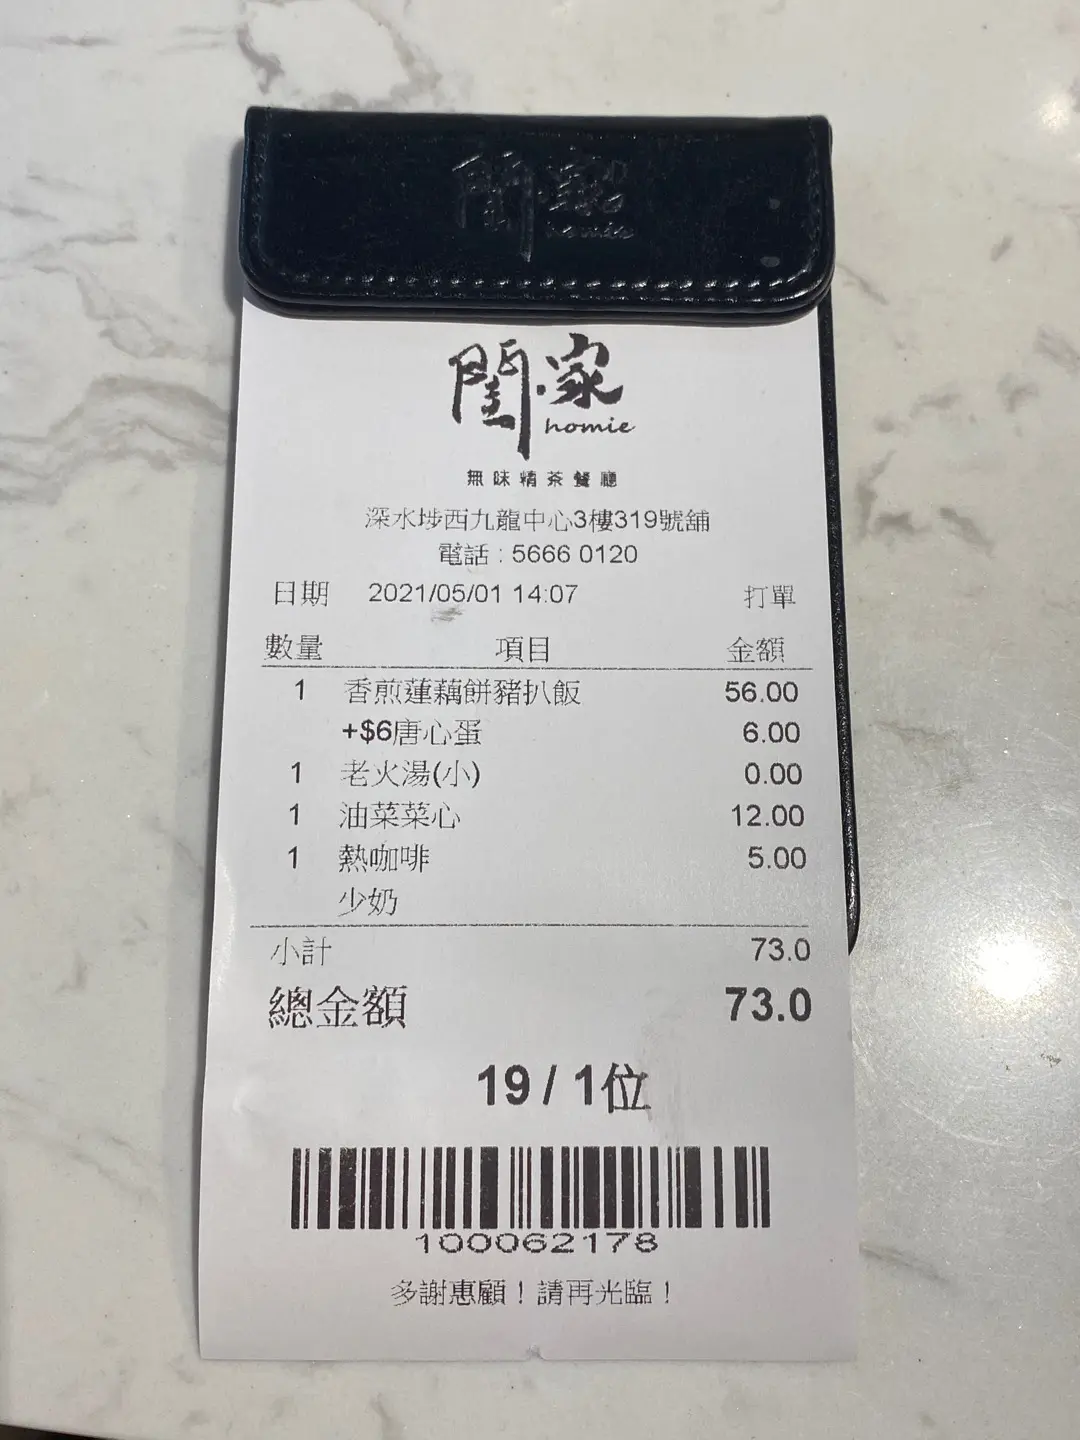 閨·家
homie
閨·家
homie
無味精茶餐廳
深水埗西九龍中心3樓319號舖
電話 : 5666 0120
日期 2021/05/01 14:07 打單
數量 項目 金額
1 香煎蓮藕餅豬扒飯 56.00
+$6唐心蛋 6.00
1 老火湯(小) 0.00
1 油菜菜心 12.00
1 熱咖啡 5.00
少奶
小計 73.0
總金額 73.0
19 / 1位
100062178
多謝惠顧！請再光臨！